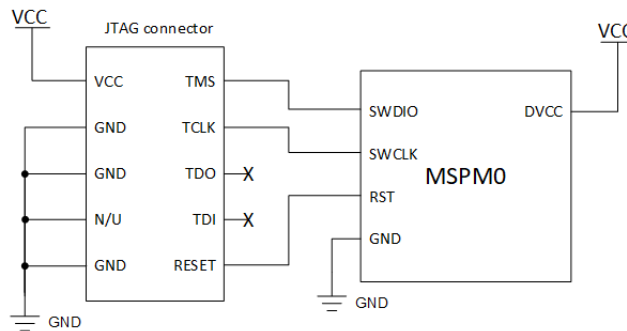 VCC
JTAG connector
VCC
TMS
GND
TCLK
GND
TDO
X
N/U
TDI
X
GND
RESET
GND
VCC
SWDIO
DVCC
SWCLK
MSPM0
RST
GND
GND